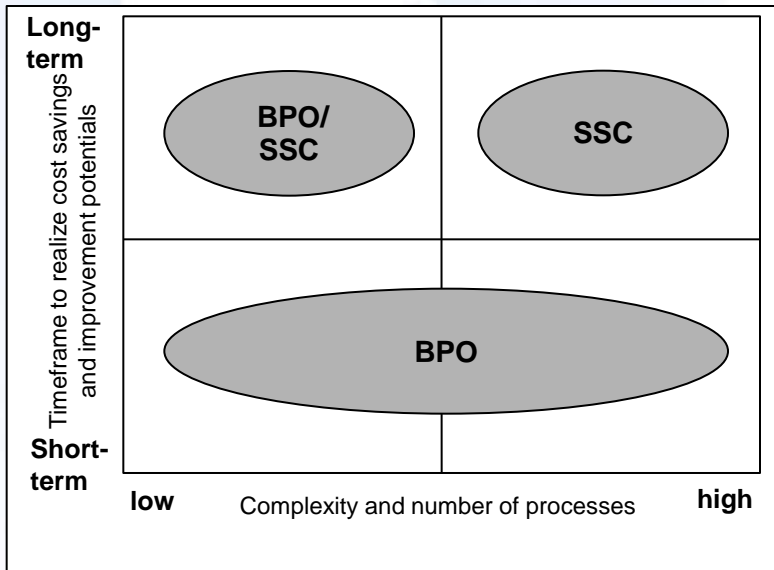 Long-
term
Timeframe to realize cost savings
and improvement potentials
BPO/
SSC
SSC
BPO
Short-
term
low
Complexity and number of processes
high